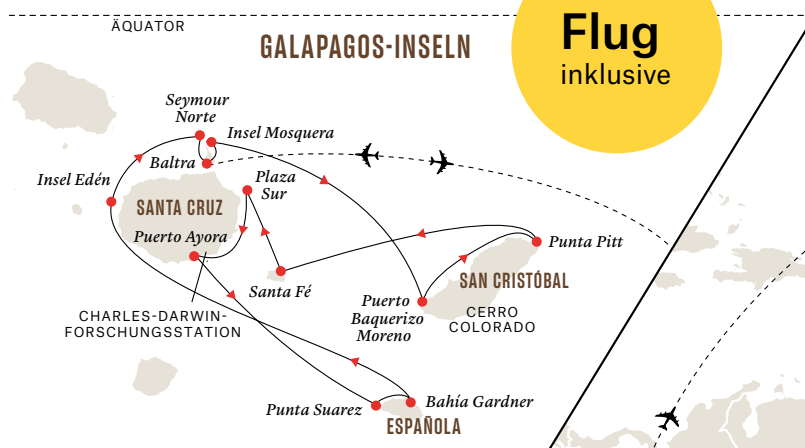 ÄQUATOR
GALAPAGOS-INSELN
Flug
inklusive
Seymour
Norte
Insel Mosquera
Baltra
Insel Edén
Plaza
Sur
SANTA CRUZ
Puerto Ayora
Punta Pitt
Santa Fé
SAN CRISTÓBAL
Puerto
Baquerizo
Moreno
CERRO
COLORADO
CHARLES-DARWIN-
FORSCHUNGSSTATION
Punta Suarez
Bahía Gardner
ESPAÑOLA